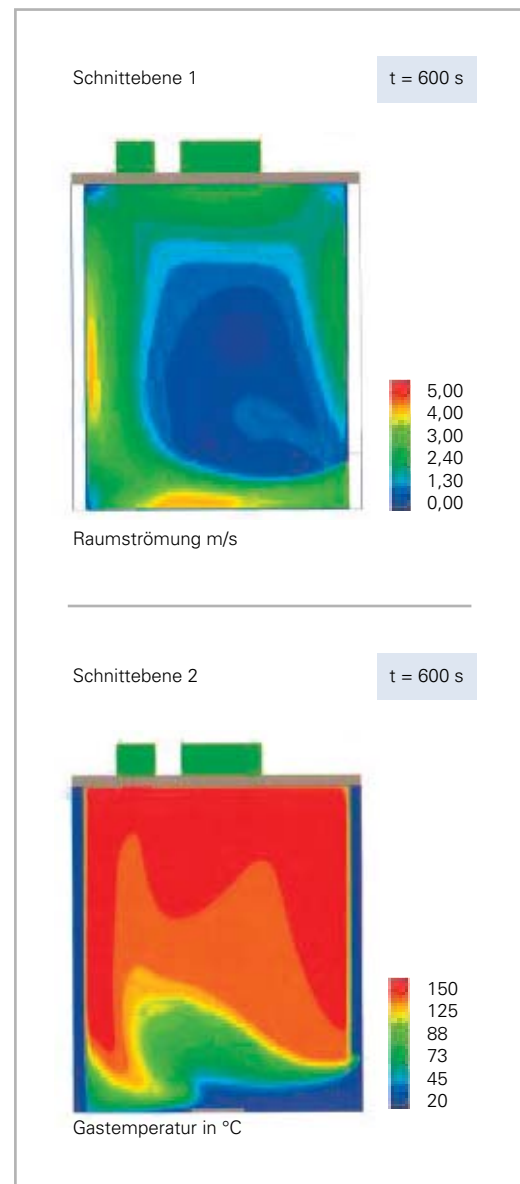 Schnittebene 1
t = 600 s
5,00
4,00
3,00
2,40
1,30
0,00
Raumströmung m/s
Schnittebene 2
t = 600 s
150
125
88
73
45
20
Gastemperatur in °C